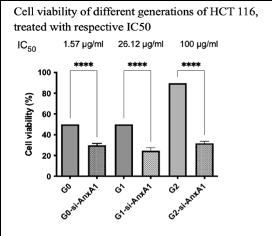 Cell viability of different generations of HCT 116,
treated with respective IC50
IC50 1.57 µg/ml 26.12 µg/ml 100 µg/ml
**** **** ****
100
80
60
40
20
0
Cell viability (%)
G0
G0-si-AnxA1
G1
G1-si-AnxA1
G2
G2-si-AnxA1